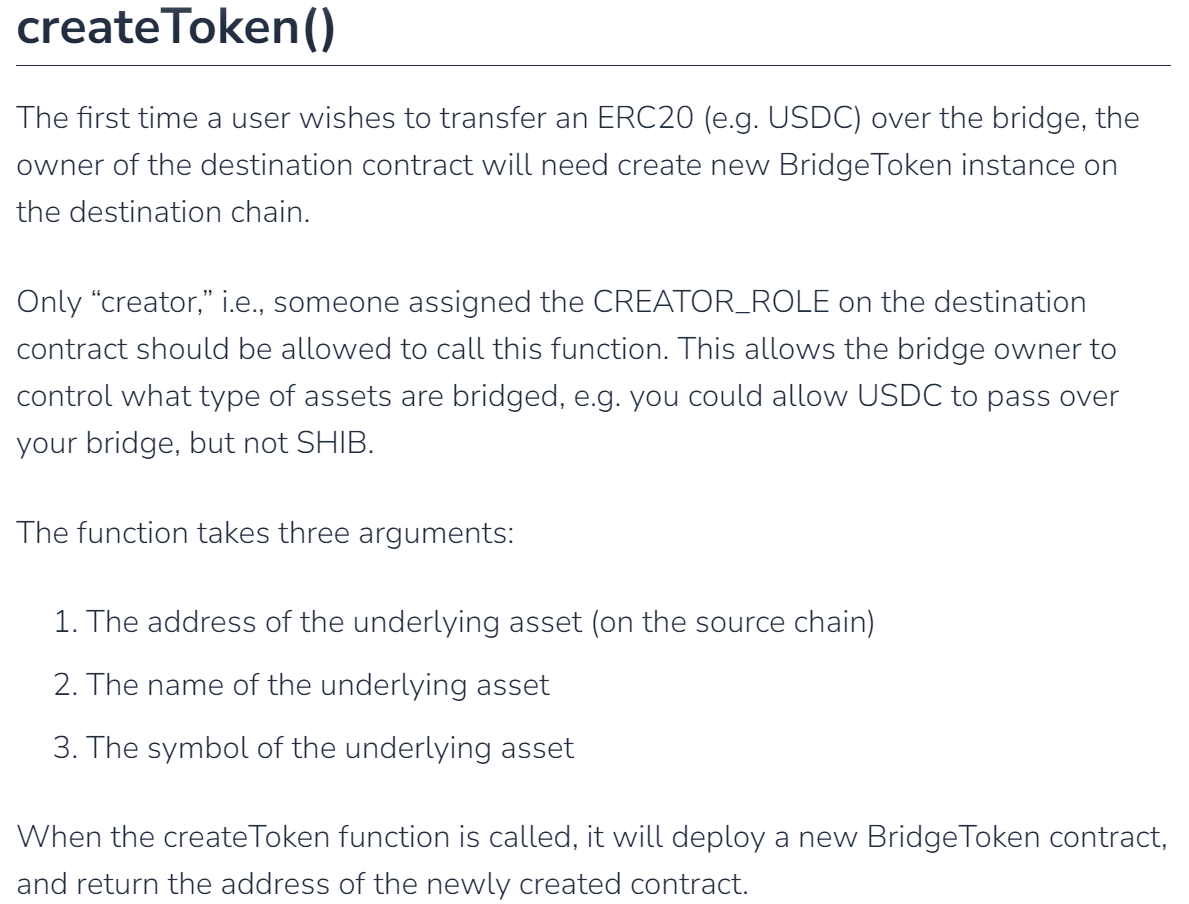 createToken()
The first time a user wishes to transfer an ERC20 (e.g. USDC) over the bridge, the
owner of the destination contract will need create new BridgeToken instance on
the destination chain.
Only “creator,” i.e., someone assigned the CREATOR_ROLE on the destination
contract should be allowed to call this function. This allows the bridge owner to
control what type of assets are bridged, e.g. you could allow USDC to pass over
your bridge, but not SHIB.
The function takes three arguments:
1. The address of the underlying asset (on the source chain)
2. The name of the underlying asset
3. The symbol of the underlying asset
When the createToken function is called, it will deploy a new BridgeToken contract,
and return the address of the newly created contract.